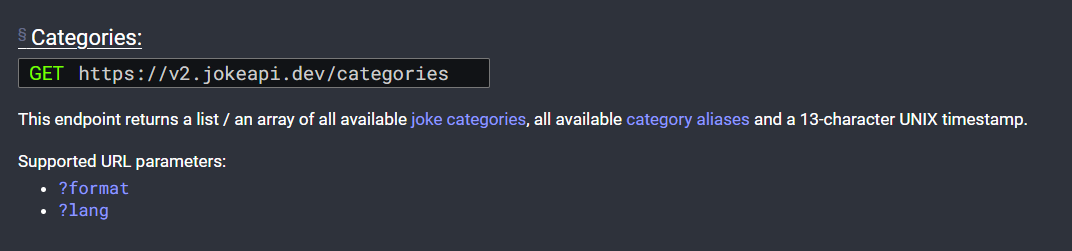 § Categories:
GET https://v2.jokeapi.dev/categories
This endpoint returns a list / an array of all available joke categories, all available category aliases and a 13-character UNIX timestamp.
Supported URL parameters:
• ?format
• ?lang